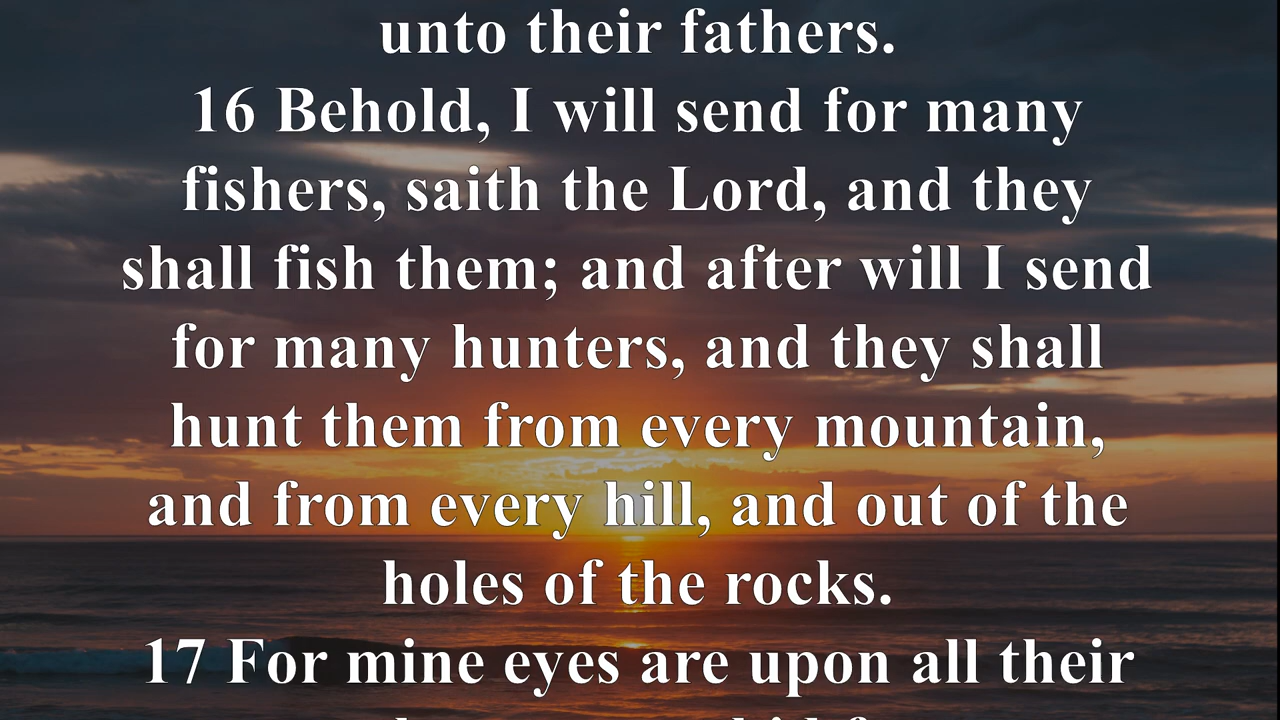 unto their fathers.
16 Behold, I will send for many
fishers, saith the Lord, and they
shall fish them; and after will I send
for many hunters, and they shall
hunt them from every mountain,
and from every hill, and out of the
holes of the rocks.
17 For mine eyes are upon all their